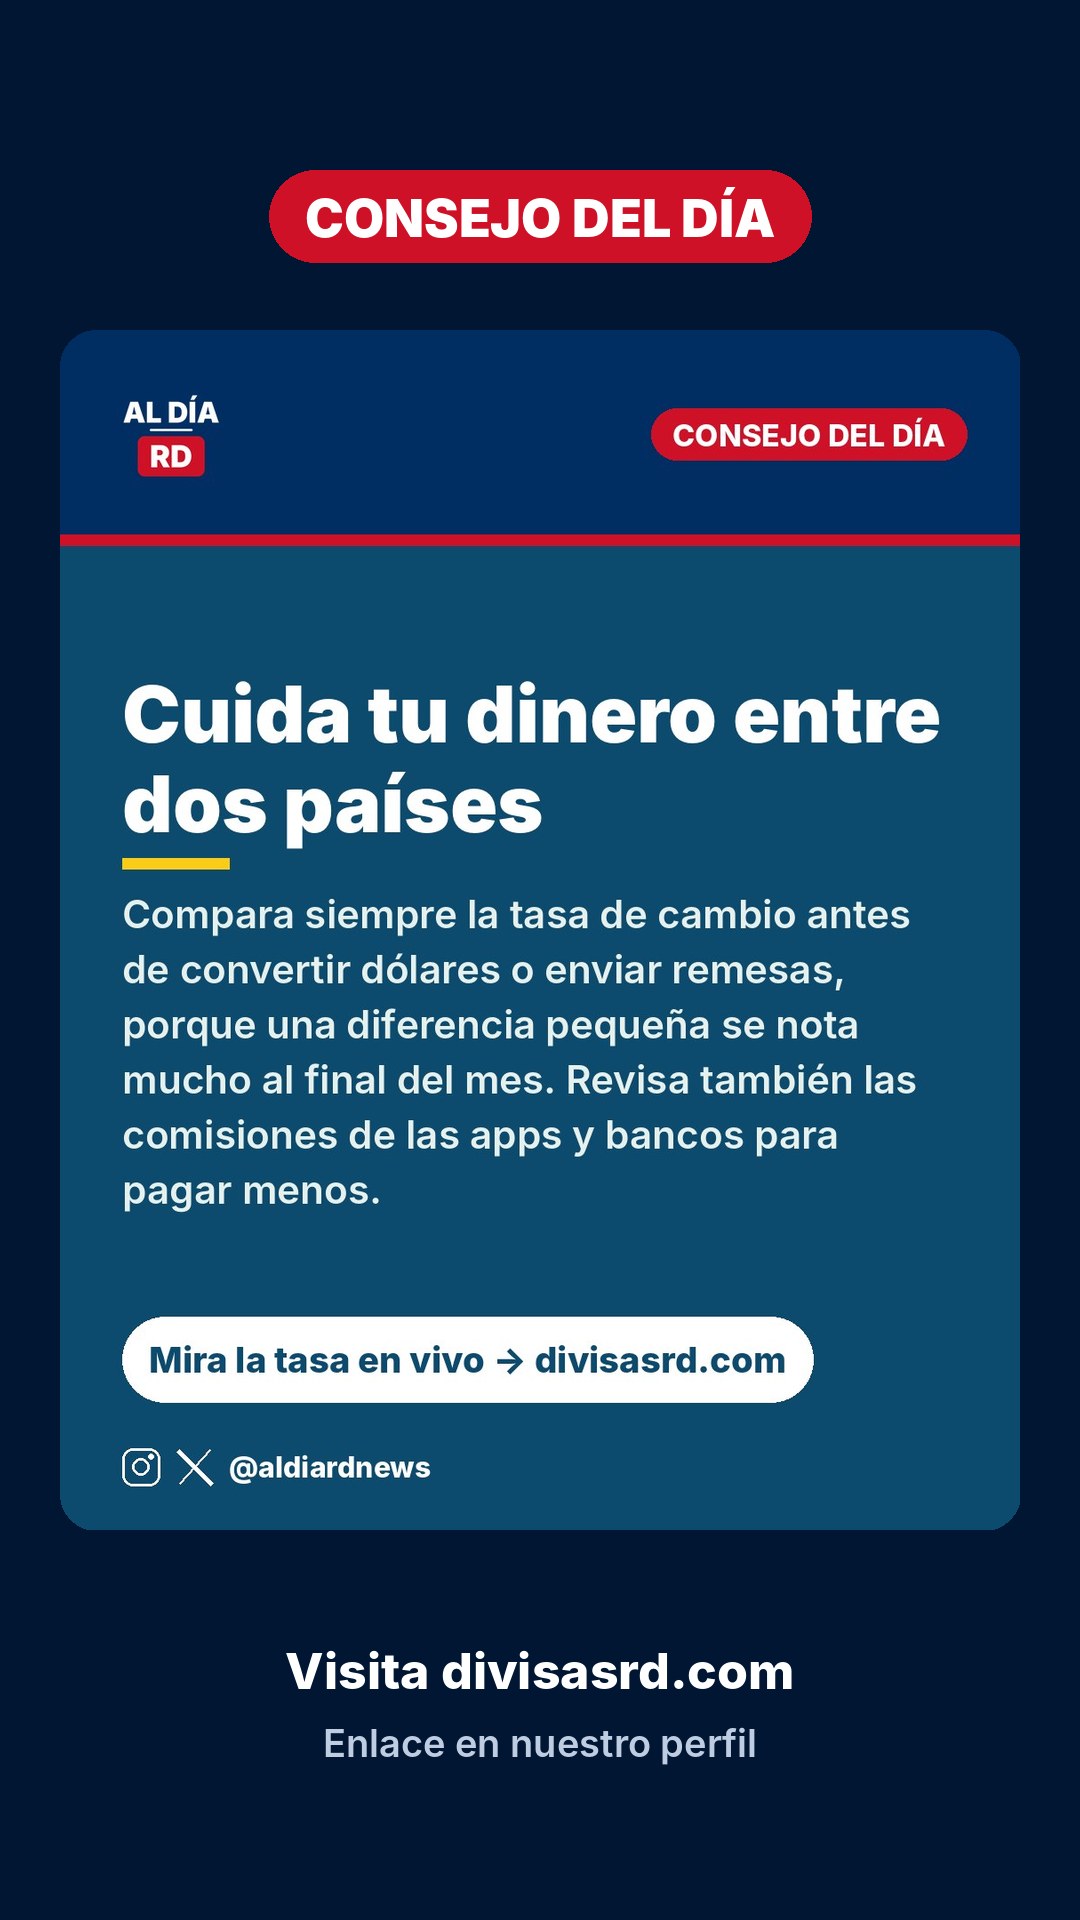 CONSEJO DEL DÍA
AL DÍA
RD
CONSEJO DEL DÍA
Cuida tu dinero entre
dos países
Compara siempre la tasa de cambio antes
de convertir dólares o enviar remesas,
porque una diferencia pequeña se nota
mucho al final del mes. Revisa también las
comisiones de las apps y bancos para
pagar menos.
Mira la tasa en vivo → divisasrd.com
@aldiardnews
Visita divisasrd.com
Enlace en nuestro perfil